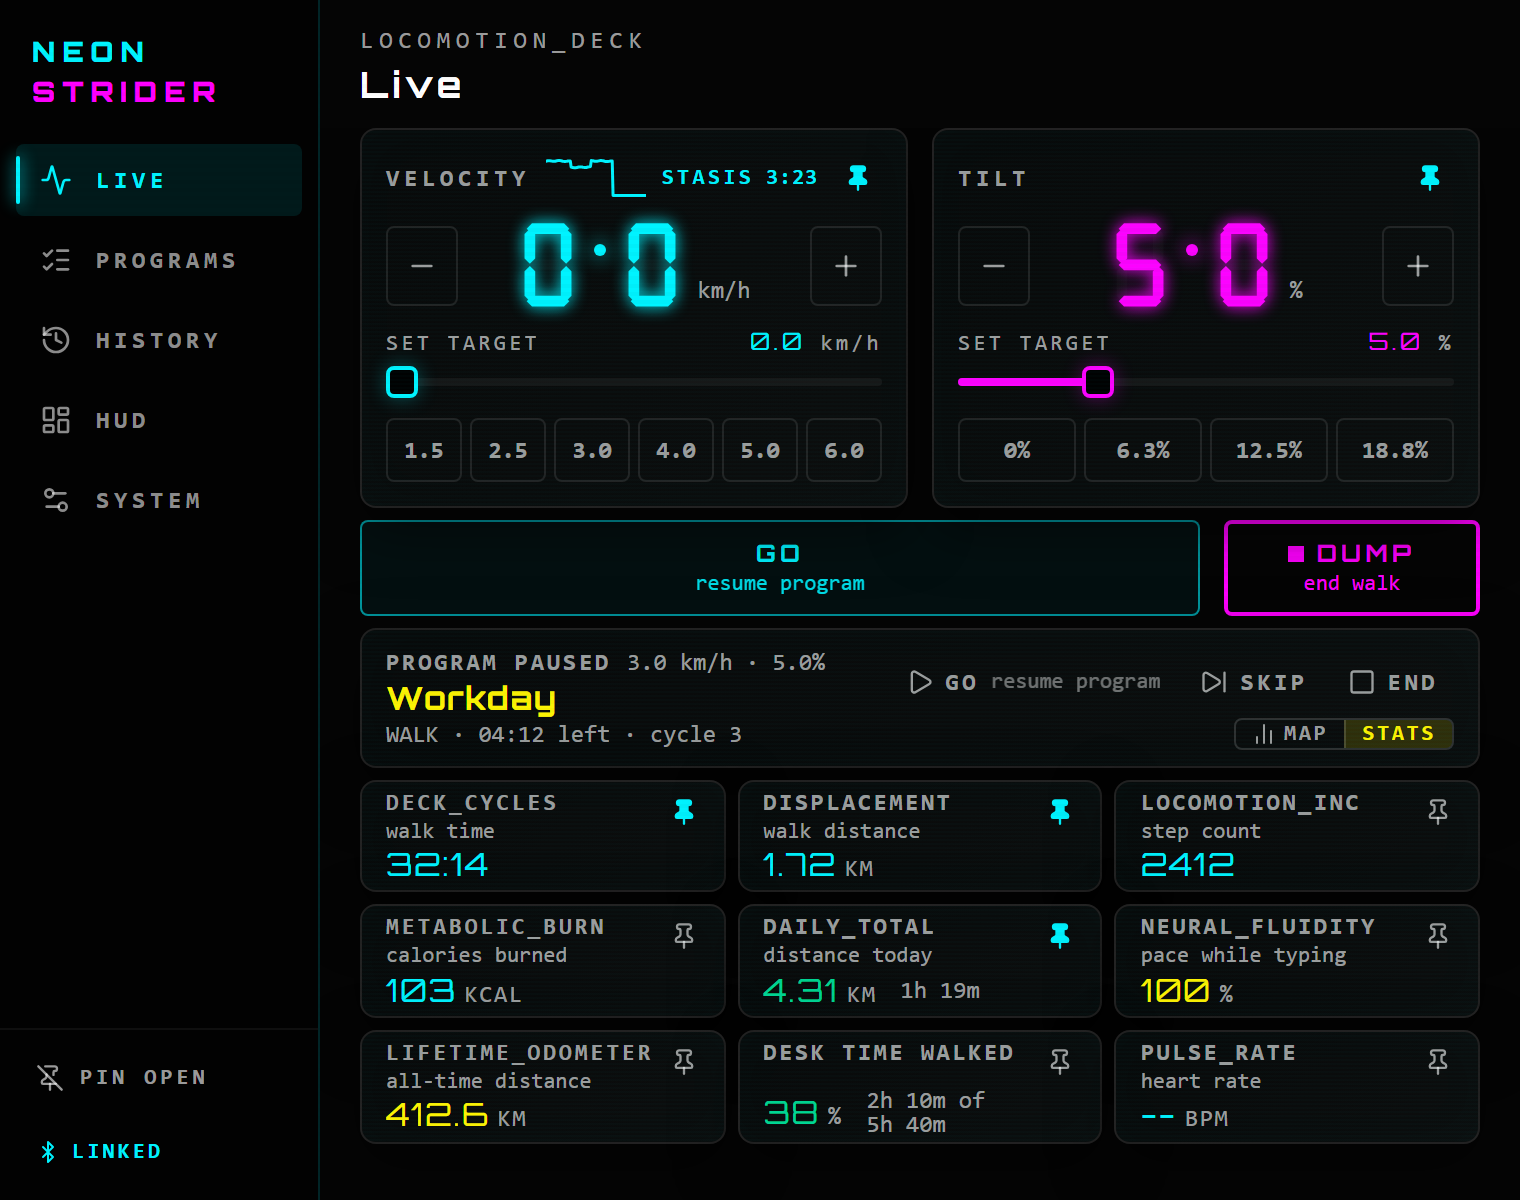 NEON
STRIDER
LIVE
PROGRAMS
HISTORY
HUD
SYSTEM
PIN OPEN
LINKED
LOCOMOTION_DECK
Live
VELOCITY STASIS 3:23
0.0 km/h
SET TARGET 0.0 km/h
1.5 2.5 3.0 4.0 5.0 6.0
TILT
5.0 %
SET TARGET 5.0 %
0% 6.3% 12.5% 18.8%
GO
resume program
DUMP
end walk
PROGRAM PAUSED 3.0 km/h · 5.0%
Workday
WALK · 04:12 left · cycle 3
GO resume program SKIP END
MAP STATS
DECK_CYCLES
walk time
32:14
DISPLACEMENT
walk distance
1.72 KM
LOCOMOTION_INC
step count
2412
METABOLIC_BURN
calories burned
103 KCAL
DAILY_TOTAL
distance today
4.31 KM 1h 19m
NEURAL_FLUIDITY
pace while typing
100 %
LIFETIME_ODOMETER
all-time distance
412.6 KM
DESK TIME WALKED
38 % 2h 10m of
5h 40m
PULSE_RATE
heart rate
-- BPM